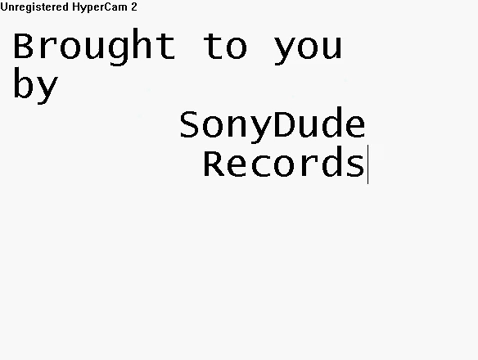 Unregistered HyperCam 2
Brought to you
by
SonyDude
Records